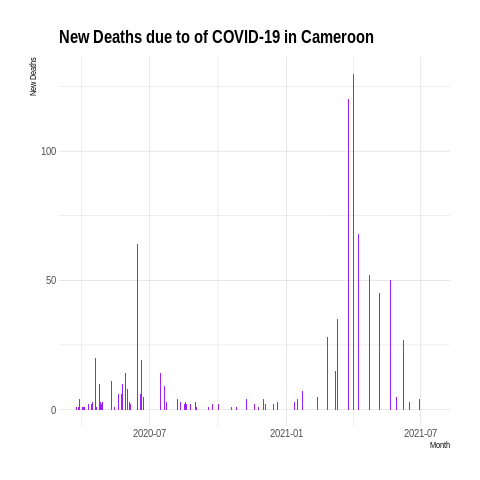 New Deaths due to of COVID-19 in Cameroon
New Deaths
100
50
0
2020-07
2021-01
2021-07
Month